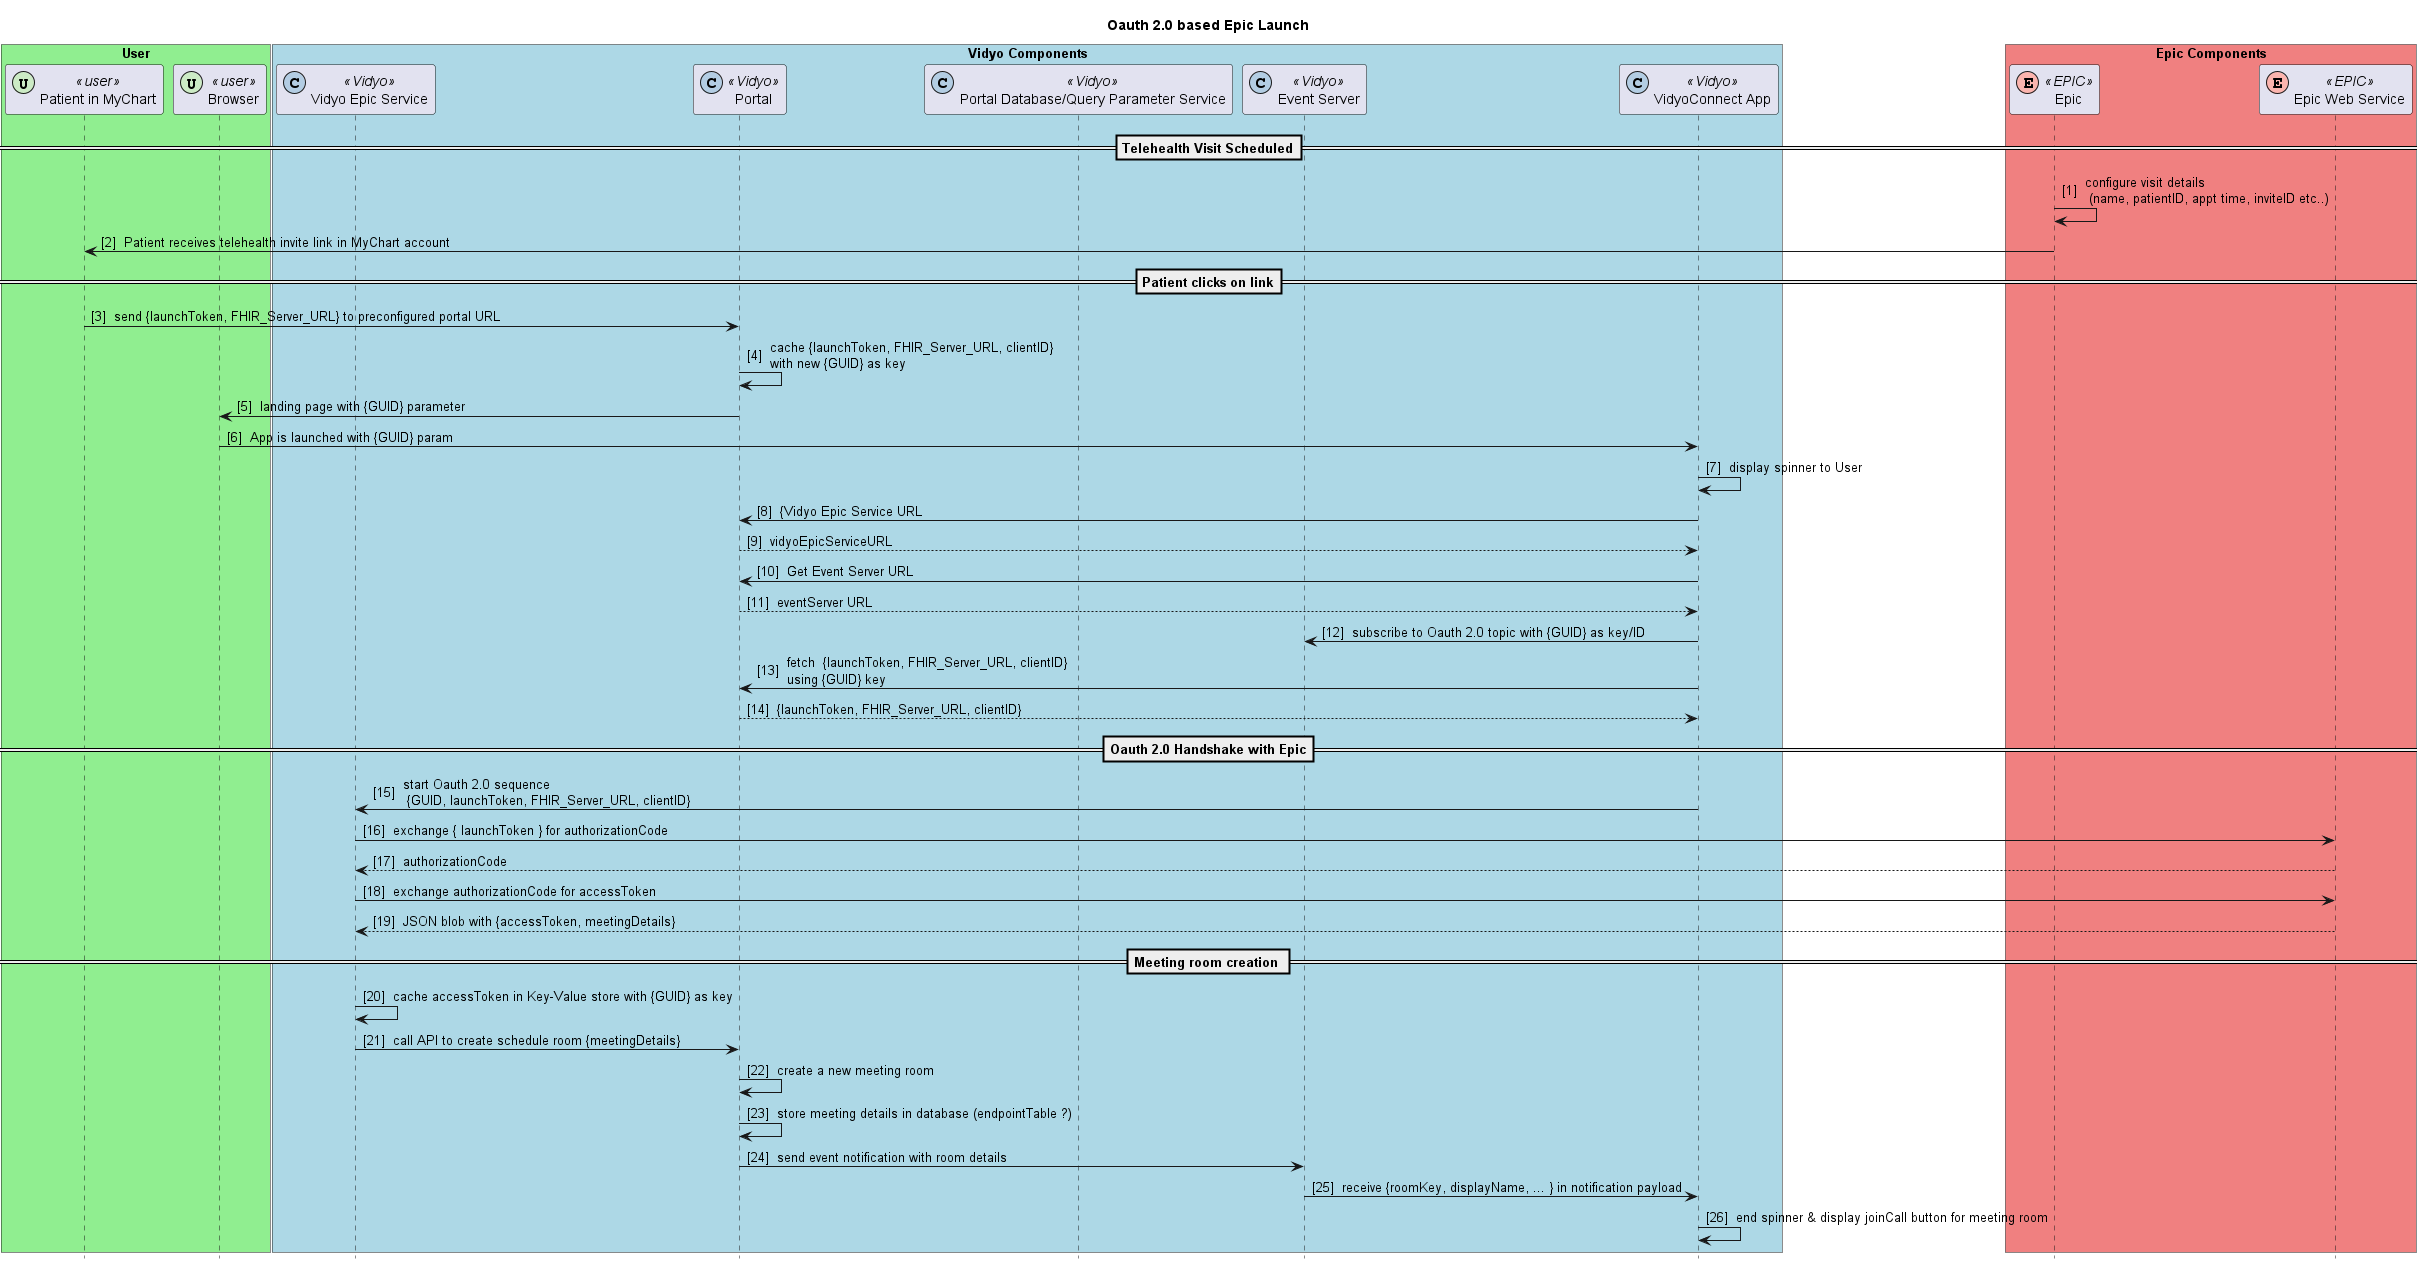 Oauth 2.0 based Epic Launch
User
Vidyo Components
Epic Components
U
«user»
Patient in MyChart
U
«user»
Browser
C
«Vidyo»
Vidyo Epic Service
C
«Vidyo»
Portal
C
«Vidyo»
Portal Database/Query Parameter Service
C
«Vidyo»
Event Server
C
«Vidyo»
VidyoConnect App
E
«EPIC»
Epic
E
«EPIC»
Epic Web Service
Telehealth Visit Scheduled
[1] configure visit details
(name, patientID, appt time, inviteID etc..)
[2] Patient receives telehealth invite link in MyChart account
Patient clicks on link
[3] send {launchToken, FHIR_Server_URL} to preconfigured portal URL
[4] cache {launchToken, FHIR_Server_URL, clientID}
with new {GUID} as key
[5] landing page with {GUID} parameter
[6] App is launched with {GUID} param
[7] display spinner to User
[8] {Vidyo Epic Service URL
[9] vidyoEpicServiceURL
[10] Get Event Server URL
[11] eventServer URL
[12] subscribe to Oauth 2.0 topic with {GUID} as key/ID
[13] fetch {launchToken, FHIR_Server_URL, clientID}
using {GUID} key
[14] {launchToken, FHIR_Server_URL, clientID}
Oauth 2.0 Handshake with Epic
[15] start Oauth 2.0 sequence
{GUID, launchToken, FHIR_Server_URL, clientID}
[16] exchange { launchToken } for authorizationCode
[17] authorizationCode
[18] exchange authorizationCode for accessToken
[19] JSON blob with {accessToken, meetingDetails}
Meeting room creation
[20] cache accessToken in Key-Value store with {GUID} as key
[21] call API to create schedule room {meetingDetails}
[22] create a new meeting room
[23] store meeting details in database (endpointTable ?)
[24] send event notification with room details
[25] receive {roomKey, displayName, ... } in notification payload
[26] end spinner & display joinCall button for meeting room